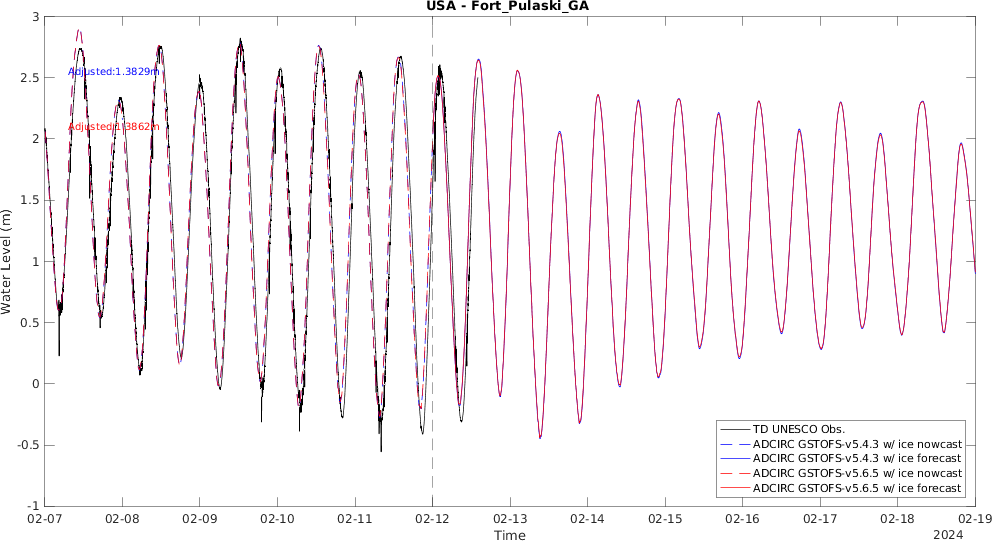 USA - Fort_Pulaski_GA
3
2.5
2
1.5
1
0.5
0
-0.5
-1
Water Level (m)
Adjusted:1.3829m
Adjusted:1.3862m
TD UNESCO Obs.
ADCIRC GSTOFS-v5.4.3 w/ ice nowcast
ADCIRC GSTOFS-v5.4.3 w/ ice forecast
ADCIRC GSTOFS-v5.6.5 w/ ice nowcast
ADCIRC GSTOFS-v5.6.5 w/ ice forecast
02-07 02-08 02-09 02-10 02-11 02-12 02-13 02-14 02-15 02-16 02-17 02-18 02-19
Time
2024